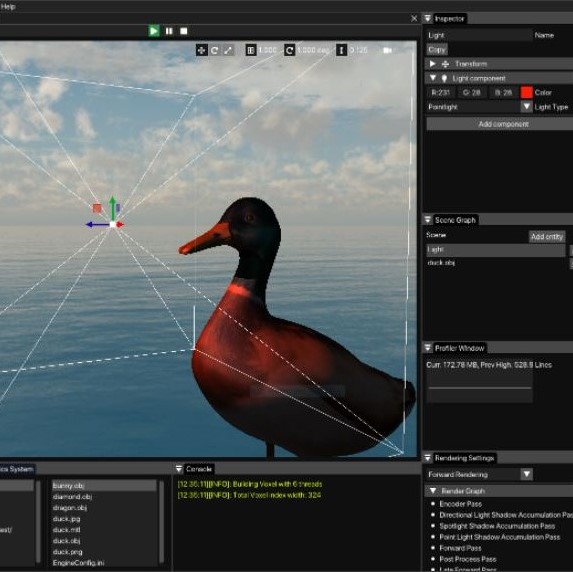 Help
Inspector
Light Name
Copy
Transform
Light component
R:231 G: 28 B: 28 Color
Pointlight Light Type
Add component
1.000 1.000 deg 0.125
Scene Graph
Scene Add entity
Light
duck.obj
Profiler Window
Curr: 172.78 MB, Prev High: 528.9 Lines
Rendering Settings
Forward Rendering
Render Graph
Encoder Pass
Directional Light Shadow Accumulation Pas
Spotlight Shadow Accumulation Pass
Point Light Shadow Accumulation Pass
Forward Pass
Post Process Pass
Late Forward Pass
ics System
bunny.obj
diamond.obj
dragon.obj
duck.jpg
duck.mtl
duck.obj
duck.png
EngineConfig.ini
Console
[12:35:11][INFO]: Building Voxel with 6 threads
[12:35:11][INFO]: Total Voxel index width: 324